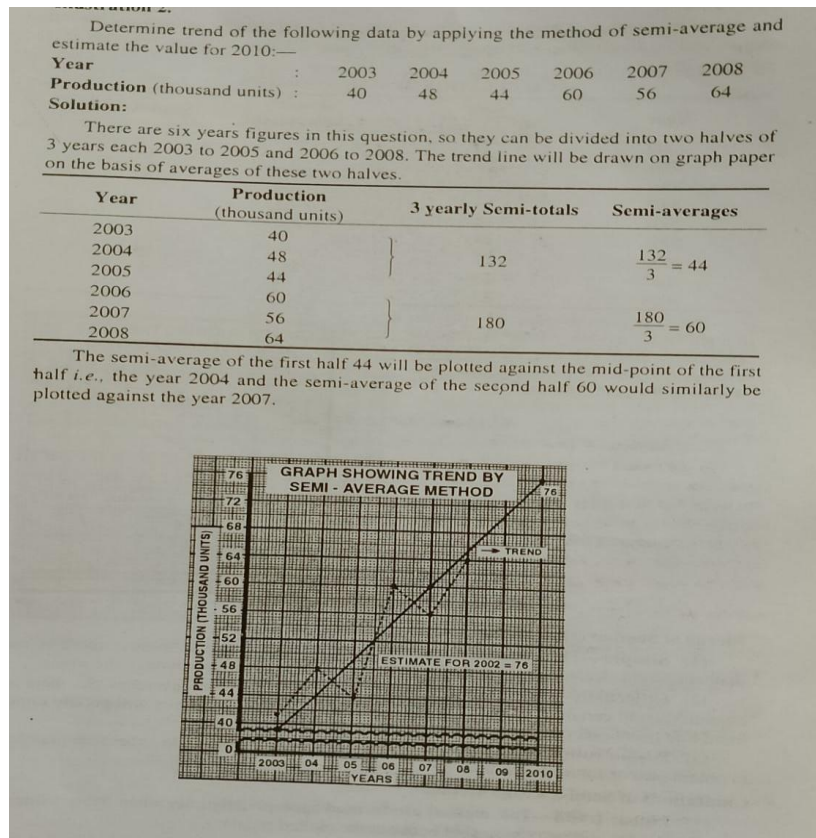 Determine trend of the following data by applying the method of semi-average and
estimate the value for 2010:—
Year : 2003 2004 2005 2006 2007 2008
Production (thousand units) : 40 48 44 60 56 64
Solution:
There are six years figures in this question, so they can be divided into two halves of
3 years each 2003 to 2005 and 2006 to 2008. The trend line will be drawn on graph paper
on the basis of averages of these two halves.
Year Production (thousand units) 3 yearly Semi-totals Semi-averages
2003 40
2004 48 132 132/3 = 44
2005 44
2006 60
2007 56 180 180/3 = 60
2008 64
The semi-average of the first half 44 will be plotted against the mid-point of the first
half i.e., the year 2004 and the semi-average of the second half 60 would similarly be
plotted against the year 2007.
GRAPH SHOWING TREND BY
SEMI - AVERAGE METHOD
PRODUCTION (THOUSAND UNITS)
76
72
68
64
60
56
52
48
44
40
0
76
TREND
ESTIMATE FOR 2002 = 76
2003 04 05 06 07 08 09 2010
YEARS